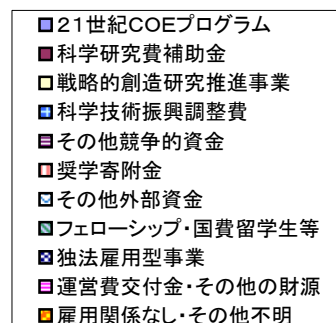 21世紀COEプログラム
科学研究費補助金
戦略的創造研究推進事業
科学技術振興調整費
その他競争的資金
奨学寄附金
その他外部資金
フェローシップ・国費留学生等
独法雇用型事業
運営費交付金・その他の財源
雇用関係なし・その他不明